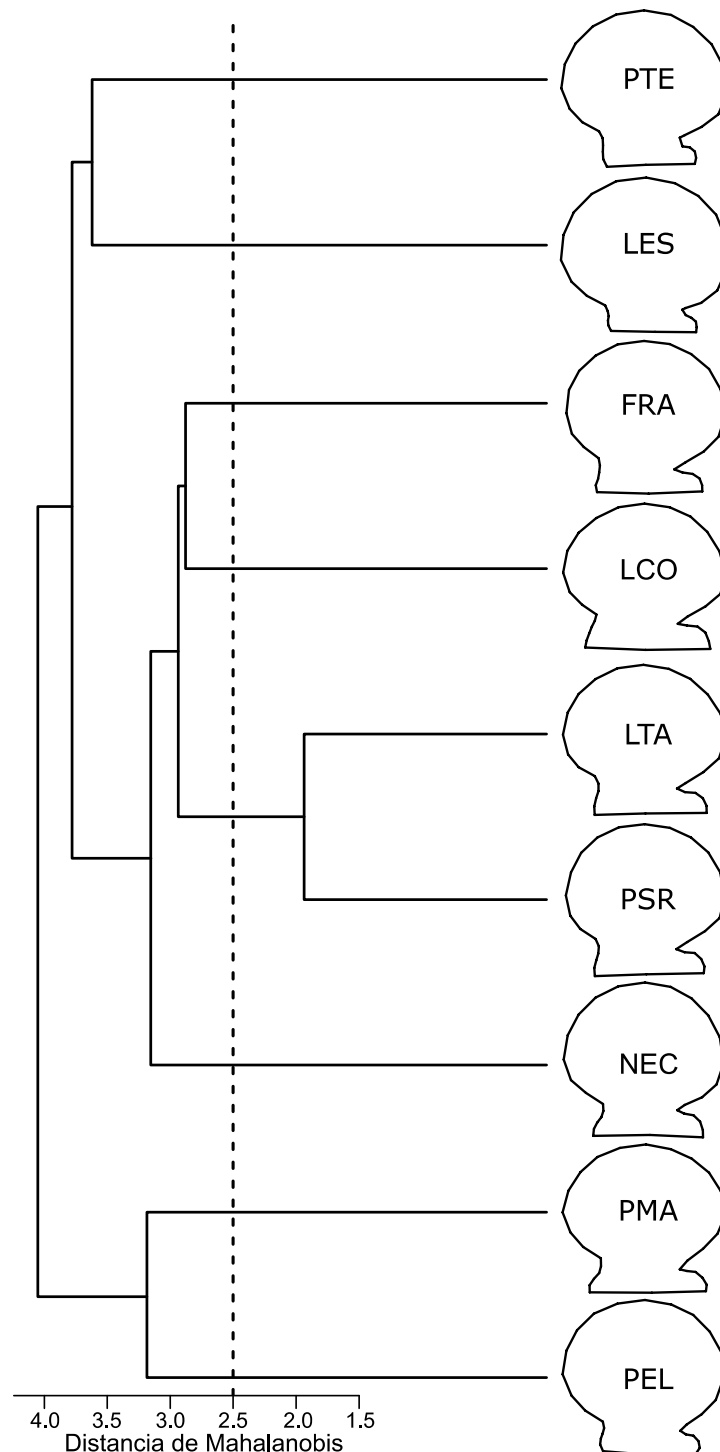 PTE
LES
FRA
LCO
LTA
PSR
NEC
PMA
PEL
4.0 3.5 3.0 2.5 2.0 1.5
Distancia de Mahalanobis